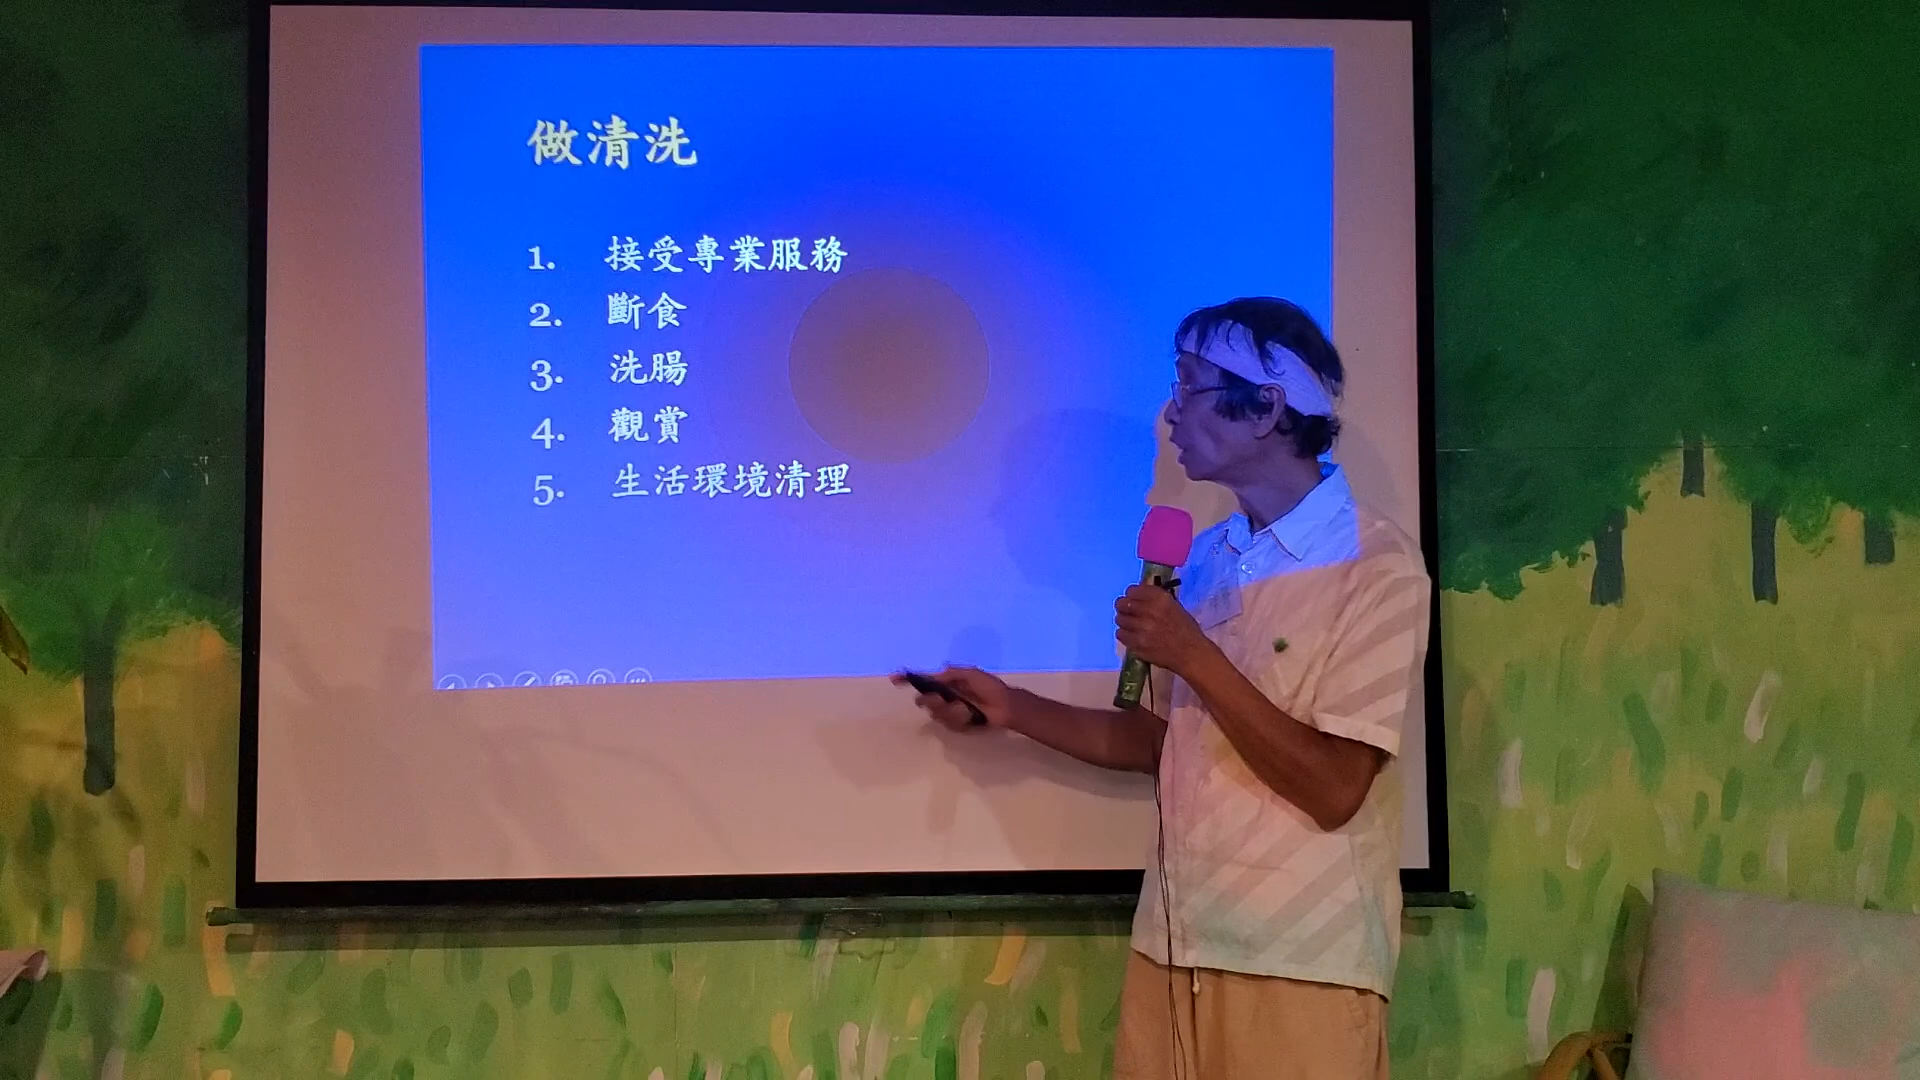 做清洗
1. 接受專業服務
2. 斷食
3. 洗腸
4. 觀賞
5. 生活環境清理